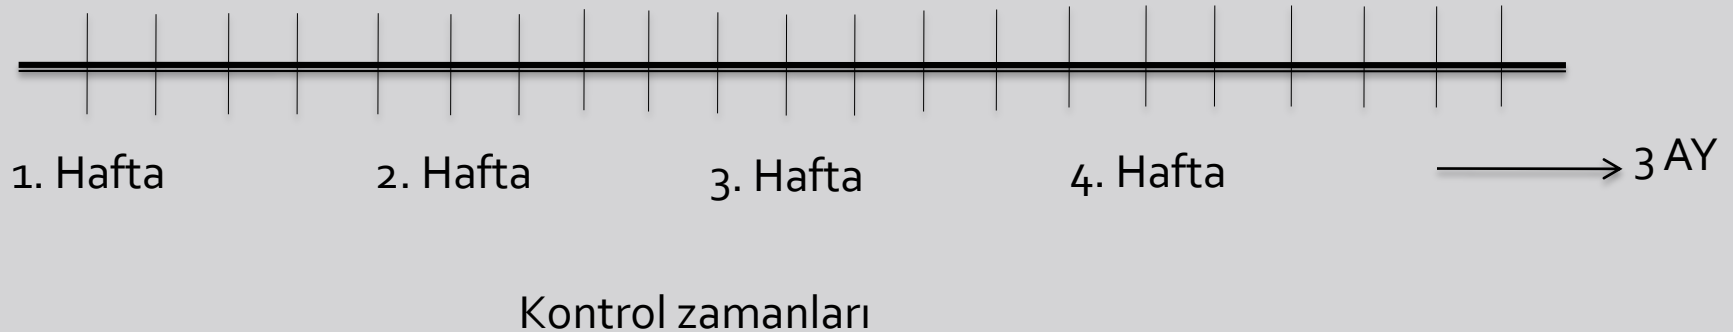 1. Hafta 2. Hafta 3. Hafta 4. Hafta 3 AY
Kontrol zamanları